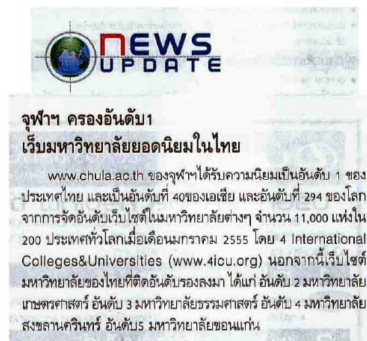 NEWS
UPDATE
จุฬาฯ ครองอันดับ1
เว็บมหาวิทยาลัยยอดนิยมในไทย
www.chula.ac.th ของจุฬาฯได้รับความนิยมเป็นอันดับ 1 ของ
ประเทศไทย และเป็นอันดับที่ 40ของเอเชีย และอันดับที่ 294 ของโลก
จากการจัดอันดับเว็บไซต์ในมหาวิทยาลัยต่างๆ จำนวน 11,000 แห่งใน
200 ประเทศทั่วโลกเมื่อเดือนมกราคม 2555 โดย 4 International
Colleges&Universities (www.4icu.org) นอกจากนี้เว็บไซต์
มหาวิทยาลัยของไทยที่ติดอันดับรองลงมา ได้แก่ อันดับ 2 มหาวิทยาลัย
เกษตรศาสตร์ อันดับ 3 มหาวิทยาลัยธรรมศาสตร์ อันดับ 4 มหาวิทยาลัย
สงขลานครินทร์ อันดับ5 มหาวิทยาลัยขอนแก่น